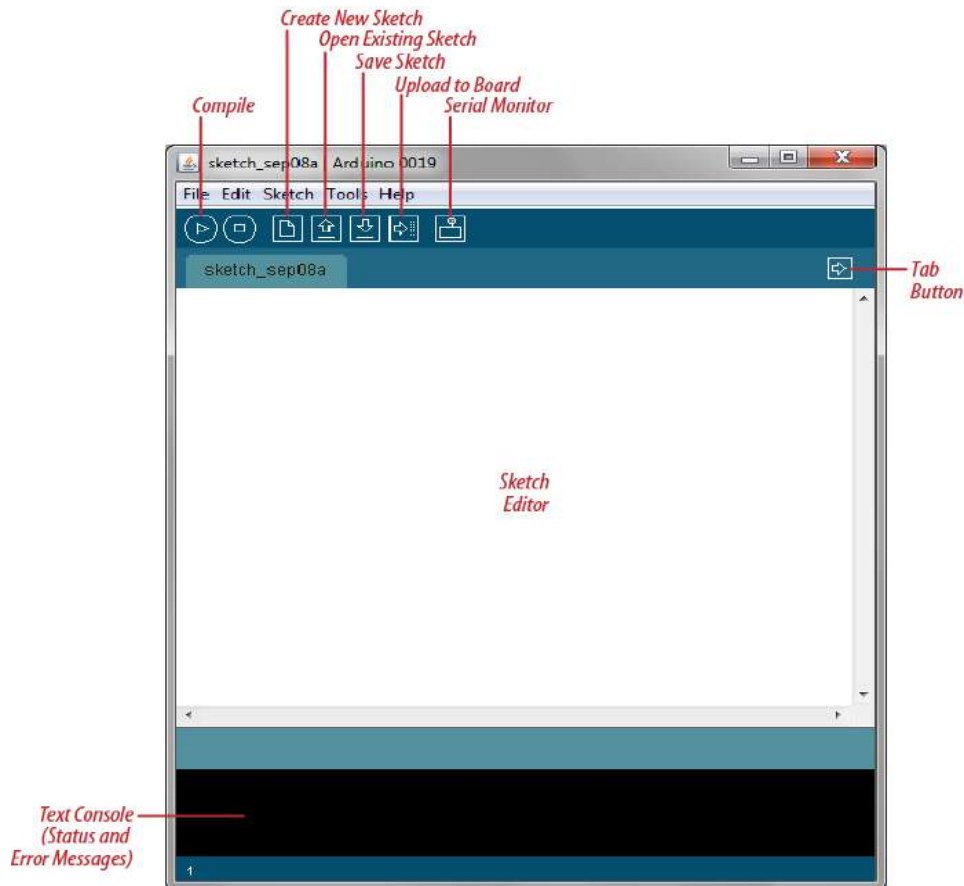 Create New Sketch
Open Existing Sketch
Save Sketch
Upload to Board
Compile
Serial Monitor
sketch_sep08a | Arduino 0019
File Edit Sketch Tools Help
sketch_sep08a
Tab
Button
Sketch
Editor
Text Console
(Status and
Error Messages)
1